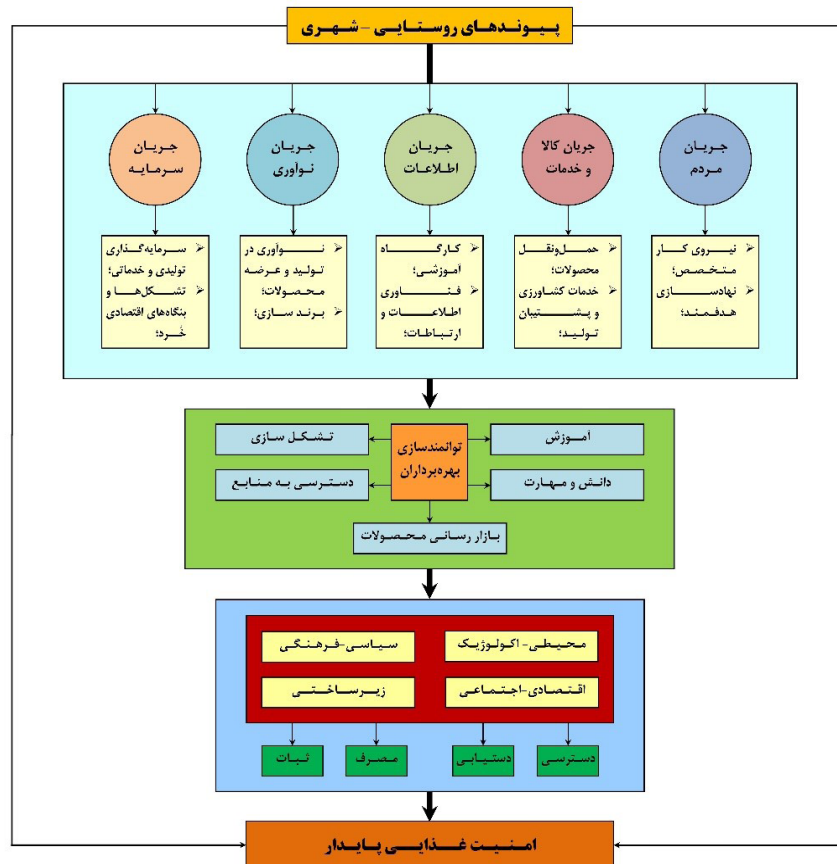 پیوندهای روستایی – شهری
جریان
مردم
جریان کالا
و خدمات
جریان
اطلاعات
جریان
نوآوری
جریان
سرمایه
نیروی کار
متخصص؛
نهادسازی
هدفمند؛
حمل‌ونقل
محصولات؛
خدمات کشاورزی
و پشتیبان
تولید؛
کارگاه
آموزشی؛
فناوری
اطلاعات و
ارتباطات؛
نوآوری در
تولید و عرضه
محصولات؛
برند سازی؛
سرمایه‌گذاری
تولیدی و خدماتی؛
تشکل‌ها و
بنگاه‌های اقتصادی
خُرد؛
توانمندسازی
بهره‌برداران
آموزش
تشکل سازی
دانش و مهارت
دسترسی به منابع
بازار رسانی محصولات
محیطی- اکولوژیک
سیاسی-فرهنگی
اقتصادی-اجتماعی
زیرساختی
دسترسی
دستیابی
مصرف
ثبات
امنیت غذایی پایدار